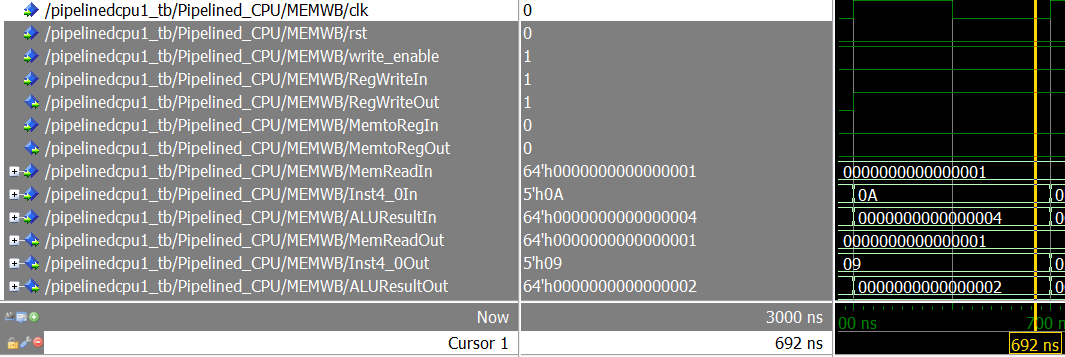 /pipelinedcpu1_tb/Pipelined_CPU/MEMWB/clk 0
/pipelinedcpu1_tb/Pipelined_CPU/MEMWB/rst 0
/pipelinedcpu1_tb/Pipelined_CPU/MEMWB/write_enable 1
/pipelinedcpu1_tb/Pipelined_CPU/MEMWB/RegWriteIn 1
/pipelinedcpu1_tb/Pipelined_CPU/MEMWB/RegWriteOut 1
/pipelinedcpu1_tb/Pipelined_CPU/MEMWB/MemtoRegIn 0
/pipelinedcpu1_tb/Pipelined_CPU/MEMWB/MemtoRegOut 0
/pipelinedcpu1_tb/Pipelined_CPU/MEMWB/MemReadIn 64'h0000000000000001 0000000000000001
/pipelinedcpu1_tb/Pipelined_CPU/MEMWB/Inst4_0In 5'h0A 0A 0
/pipelinedcpu1_tb/Pipelined_CPU/MEMWB/ALUResultIn 64'h0000000000000004 0000000000000004 00
/pipelinedcpu1_tb/Pipelined_CPU/MEMWB/MemReadOut 64'h0000000000000001 0000000000000001
/pipelinedcpu1_tb/Pipelined_CPU/MEMWB/Inst4_0Out 5'h09 09 0
/pipelinedcpu1_tb/Pipelined_CPU/MEMWB/ALUResultOut 64'h0000000000000002 0000000000000002 00
Now 3000 ns 00 ns 700 ns
Cursor 1 692 ns 692 ns